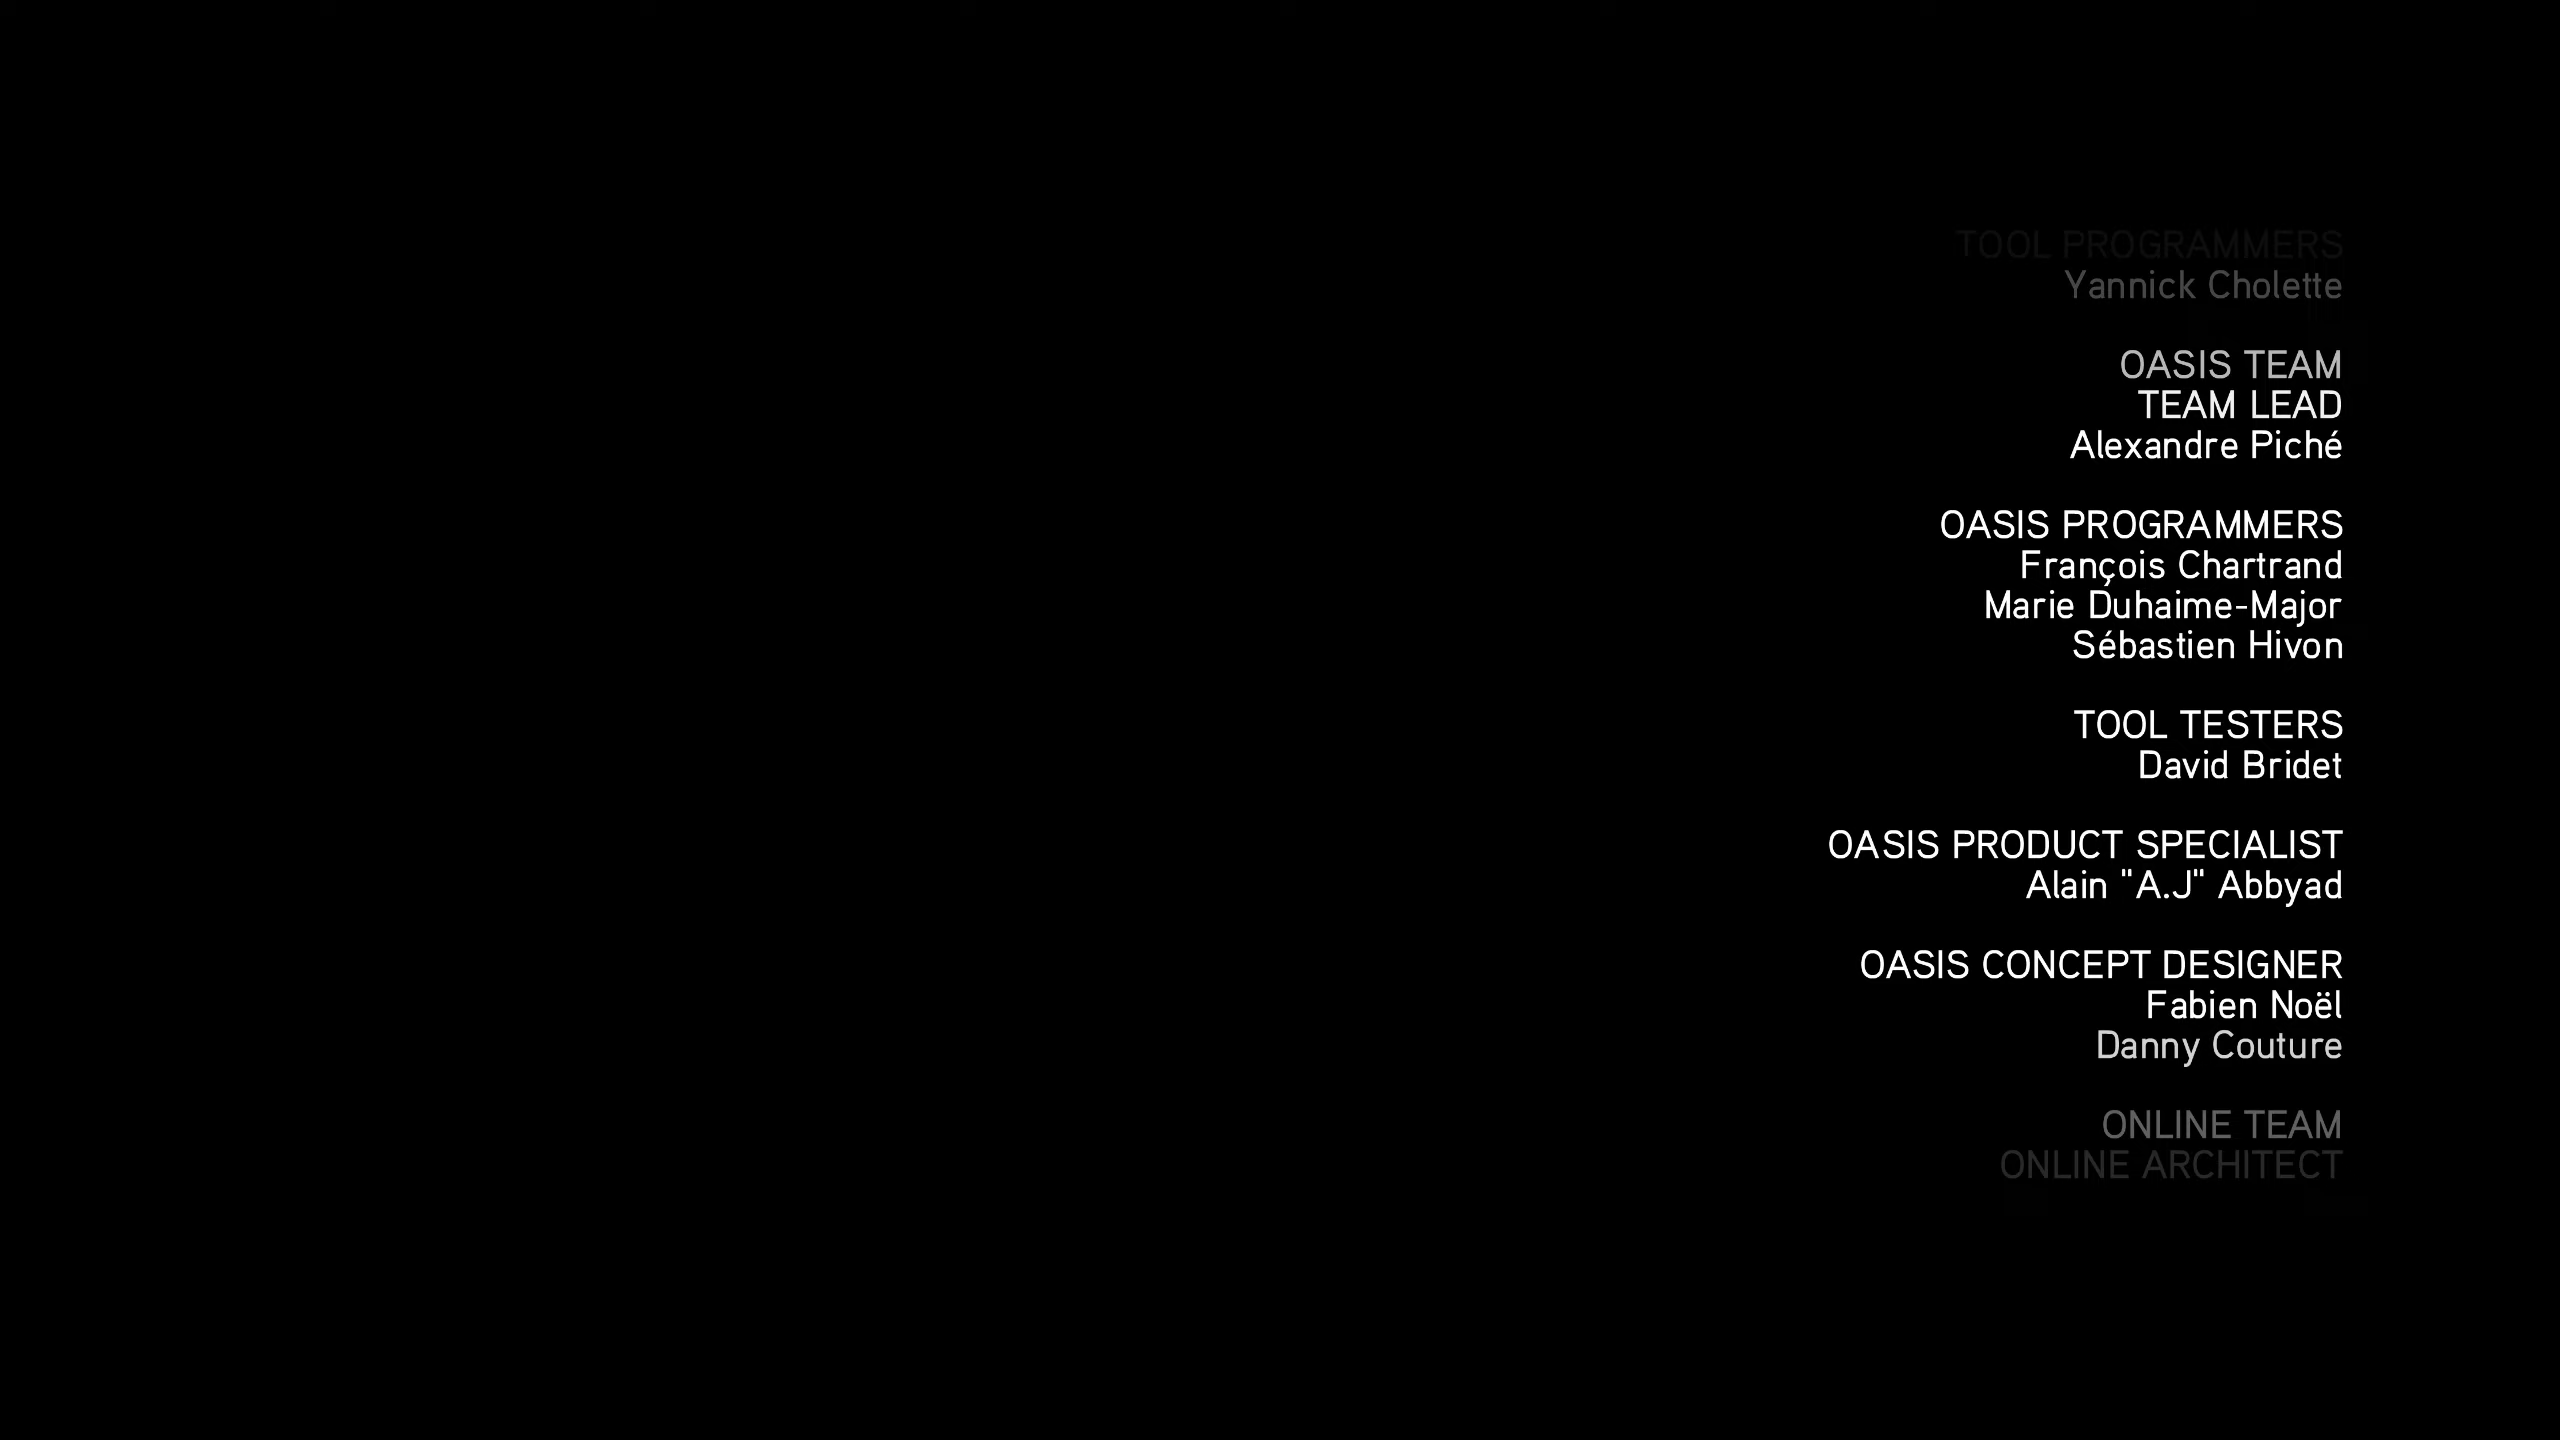 TOOL PROGRAMMERS
Yannick Cholette
OASIS TEAM
TEAM LEAD
Alexandre Piché
OASIS PROGRAMMERS
François Chartrand
Marie Duhaime-Major
Sébastien Hivon
TOOL TESTERS
David Bridet
OASIS PRODUCT SPECIALIST
Alain "A.J" Abbyad
OASIS CONCEPT DESIGNER
Fabien Noël
Danny Couture
ONLINE TEAM
ONLINE ARCHITECT